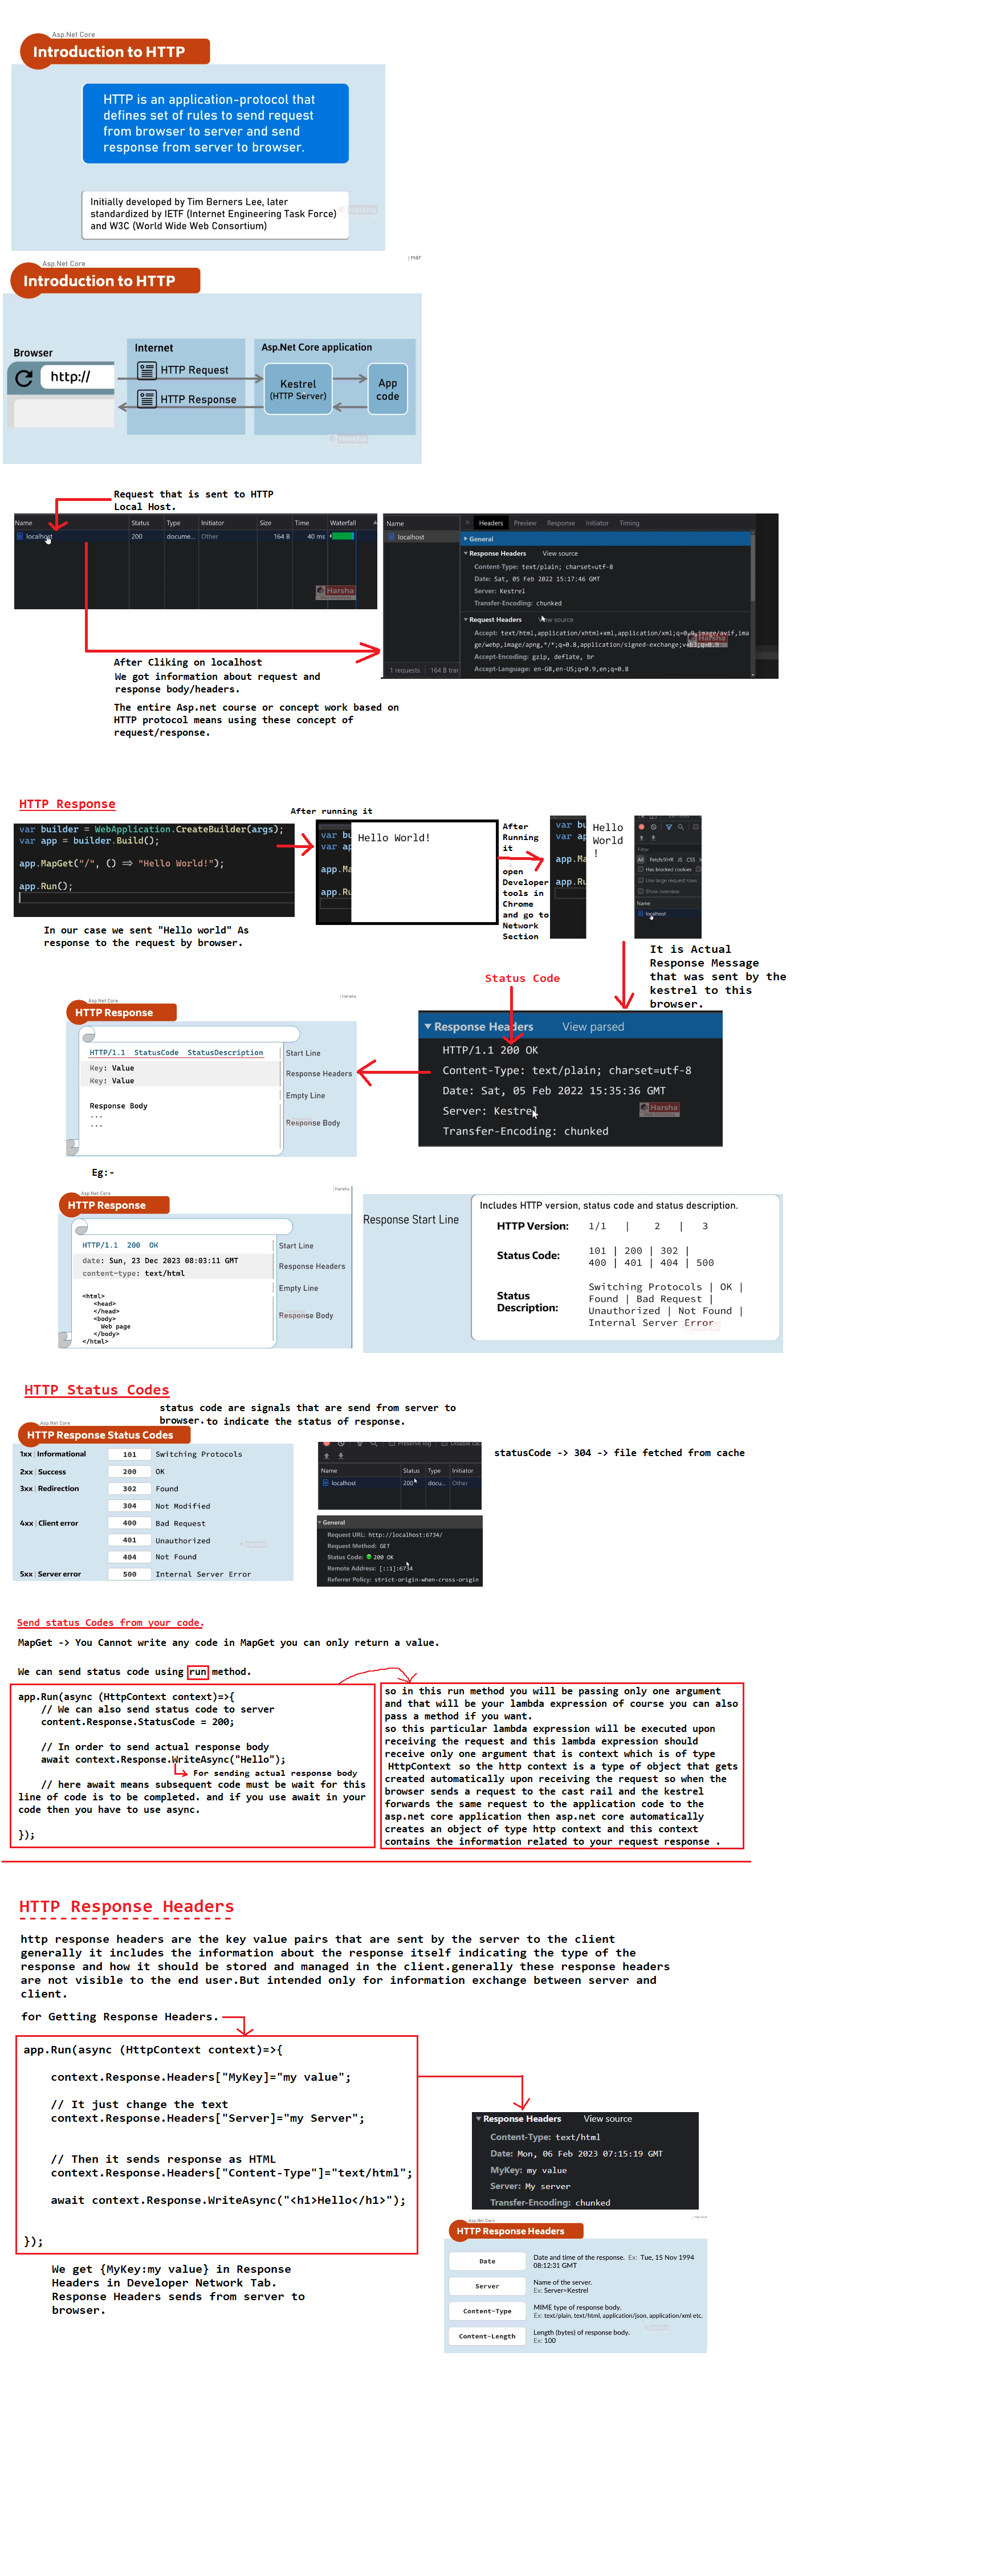 Asp.Net Core
Introduction to HTTP
HTTP is an application-protocol that
defines set of rules to send request
from browser to server and send
response from server to browser.
Initially developed by Tim Berners Lee, later
standardized by IETF (Internet Engineering Task Force)
and W3C (World Wide Web Consortium)
Harsha
Asp.Net Core
Introduction to HTTP
Browser
http://
Internet
HTTP Request
HTTP Response
Asp.Net Core application
Kestrel
(HTTP Server)
App
code
Harsha
Request that is sent to HTTP
Local Host.
Name Status Type Initiator Size Time Waterfall
localhost 200 docume... Other 164 B 40 ms
Harsha
Name
localhost
1 requests 164 B trai
× Headers Preview Response Initiator Timing
General
Response Headers View source
Content-Type: text/plain; charset=utf-8
Date: Sat, 05 Feb 2022 15:17:46 GMT
Server: Kestrel
Transfer-Encoding: chunked
Request Headers View source
Accept: text/html,application/xhtml+xml,application/xml;q=0.9,image/avif,ima
ge/webp,image/apng,*/*;q=0.8,application/signed-exchange;v=b3;q=0.9
Accept-Encoding: gzip, deflate, br
Accept-Language: en-GB,en-US;q=0.9,en;q=0.8
Harsha
After Cliking on localhost
We got information about request and
response body/headers.
The entire Asp.net course or concept work based on
HTTP protocol means using these concept of
request/response.
HTTP Response
var builder = WebApplication.CreateBuilder(args);
var app = builder.Build();
app.MapGet("/", () => "Hello World!");
app.Run();
In our case we sent "Hello world" As
response to the request by browser.
After running it
var bu
var ap
app.Ma
app.Ru
Hello World!
After
Running
it
open
Developer
tools in
Chrome
and go to
Network
Section
var bu
var ap
app.Ma
app.Ru
Hello
World
!
Filter
All Fetch/XHR JS CSS
Has blocked cookies
Use large request rows
Show overview
Name
localhost
It is Actual
Response Message
that was sent by the
kestrel to this
browser.
Status Code
Response Headers View parsed
HTTP/1.1 200 OK
Content-Type: text/plain; charset=utf-8
Date: Sat, 05 Feb 2022 15:35:36 GMT
Server: Kestrel
Transfer-Encoding: chunked
Harsha
Asp.Net Core
Harsha
HTTP Response
HTTP/1.1 StatusCode StatusDescription
Key: Value
Key: Value
Response Body
...
...
Start Line
Response Headers
Empty Line
Response Body
Eg:-
Asp.Net Core
Harsha
HTTP Response
HTTP/1.1 200 OK
date: Sun, 23 Dec 2023 08:03:11 GMT
content-type: text/html
<html>
<head>
</head>
<body>
Web page
</body>
</html>
Start Line
Response Headers
Empty Line
Response Body
Response Start Line
Includes HTTP version, status code and status description.
HTTP Version: 1/1 | 2 | 3
Status Code: 101 | 200 | 302 |
400 | 401 | 404 | 500
Status
Description:
Switching Protocols | OK |
Found | Bad Request |
Unauthorized | Not Found |
Internal Server Error
HTTP Status Codes
status code are signals that are send from server to
browser.to indicate the status of response.
Asp.Net Core
HTTP Response Status Codes
1xx | Informational 101 Switching Protocols
2xx | Success 200 OK
3xx | Redirection 302 Found
304 Not Modified
4xx | Client error 400 Bad Request
401 Unauthorized
404 Not Found
5xx | Server error 500 Internal Server Error
Preserve log Disable cac
Name Status Type Initiator
localhost 200 docu... Other
General
Request URL: http://localhost:6734/
Request Method: GET
Status Code: 200 OK
Remote Address: [::1]:6734
Referrer Policy: strict-origin-when-cross-origin
statusCode -> 304 -> file fetched from cache
Send status Codes from your code.
MapGet -> You Cannot write any code in MapGet you can only return a value.
We can send status code using run method.
app.Run(async (HttpContext context)=>{
// We can also send status code to server
content.Response.StatusCode = 200;
// In order to send actual response body
await context.Response.WriteAsync("Hello");
For sending actual response body
// here await means subsequent code must be wait for this
line of code is to be completed. and if you use await in your
code then you have to use async.
});
so in this run method you will be passing only one argument
and that will be your lambda expression of course you can also
pass a method if you want.
so this particular lambda expression will be executed upon
receiving the request and this lambda expression should
receive only one argument that is context which is of type
HttpContext so the http context is a type of object that gets
created automatically upon receiving the request so when the
browser sends a request to the cast rail and the kestrel
forwards the same request to the application code to the
asp.net core application then asp.net core automatically
creates an object of type http context and this context
contains the information related to your request response .
HTTP Response Headers
http response headers are the key value pairs that are sent by the server to the client
generally it includes the information about the response itself indicating the type of the
response and how it should be stored and managed in the client.generally these response headers
are not visible to the end user.But intended only for information exchange between server and
client.
for Getting Response Headers.
app.Run(async (HttpContext context)=>{
context.Response.Headers["MyKey]="my value";
// It just change the text
context.Response.Headers["Server]="my Server";
// Then it sends response as HTML
context.Response.Headers["Content-Type"]="text/html";
await context.Response.WriteAsync("<h1>Hello</h1>");
});
We get {MyKey:my value} in Response
Headers in Developer Network Tab.
Response Headers sends from server to
browser.
Response Headers View source
Content-Type: text/html
Date: Mon, 06 Feb 2023 07:15:19 GMT
MyKey: my value
Server: My server
Transfer-Encoding: chunked
Asp.Net Core
HTTP Response Headers
Date Date and time of the response. Ex: Tue, 15 Nov 1994
08:12:31 GMT
Server Name of the server.
Ex: Server=Kestrel
Content-Type MIME type of response body.
Ex: text/plain, text/html, application/json, application/xml etc.
Content-Length Length (bytes) of response body.
Ex: 100